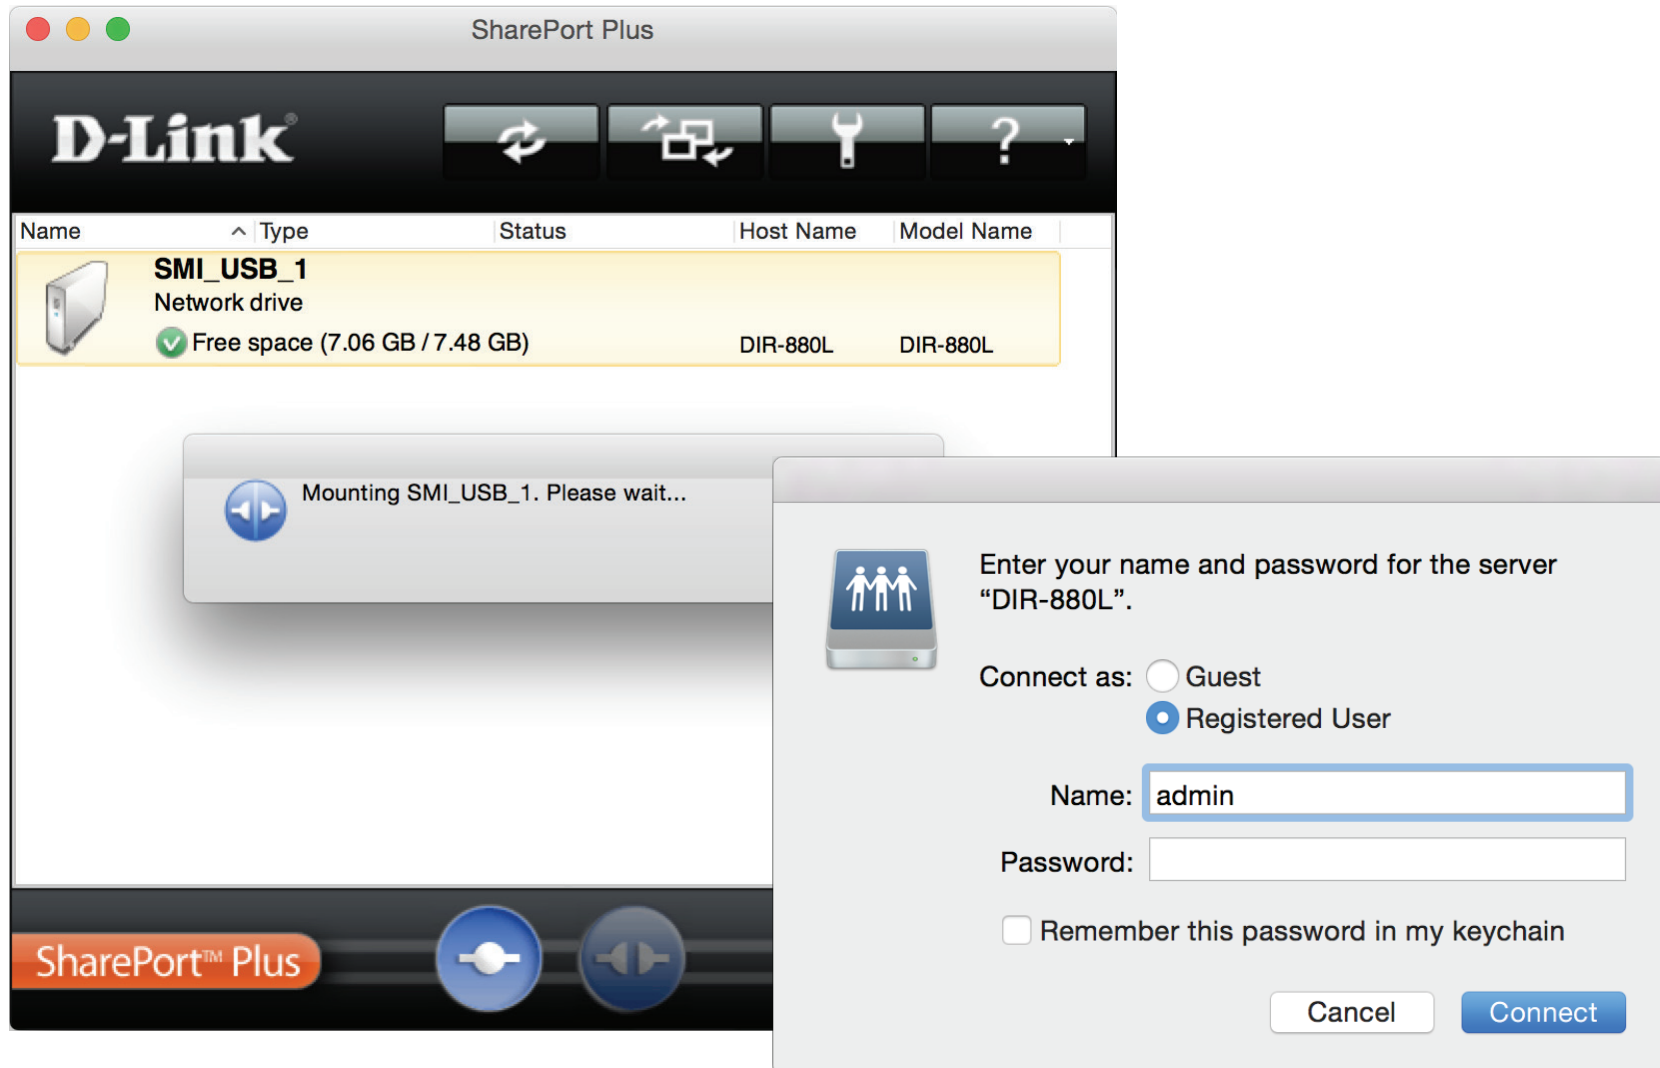 SharePort Plus
D-Link®
?
Name Type Status Host Name Model Name
SMI_USB_1
Network drive
Free space (7.06 GB / 7.48 GB) DIR-880L DIR-880L
Mounting SMI_USB_1. Please wait...
Enter your name and password for the server
“DIR-880L”.
Connect as: Guest
Registered User
Name: admin
Password:
Remember this password in my keychain
Cancel Connect
SharePort™ Plus